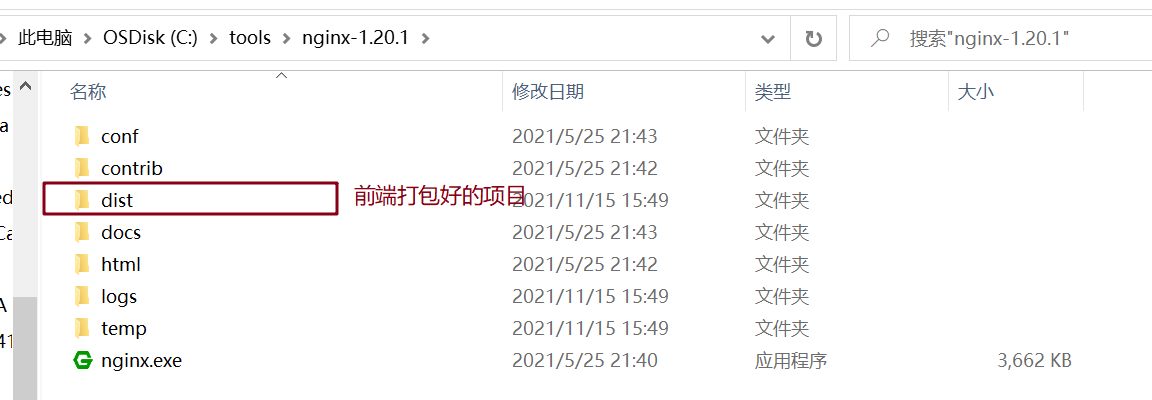 此电脑 > OSDisk (C:) > tools > nginx-1.20.1 >
搜索"nginx-1.20.1"
名称 修改日期 类型 大小
conf 2021/5/25 21:43 文件夹
contrib 2021/5/25 21:42 文件夹
dist 前端打包好的项目 2021/11/15 15:49 文件夹
docs 2021/5/25 21:43 文件夹
html 2021/5/25 21:42 文件夹
logs 2021/11/15 15:49 文件夹
temp 2021/11/15 15:49 文件夹
nginx.exe 2021/5/25 21:40 应用程序 3,662 KB